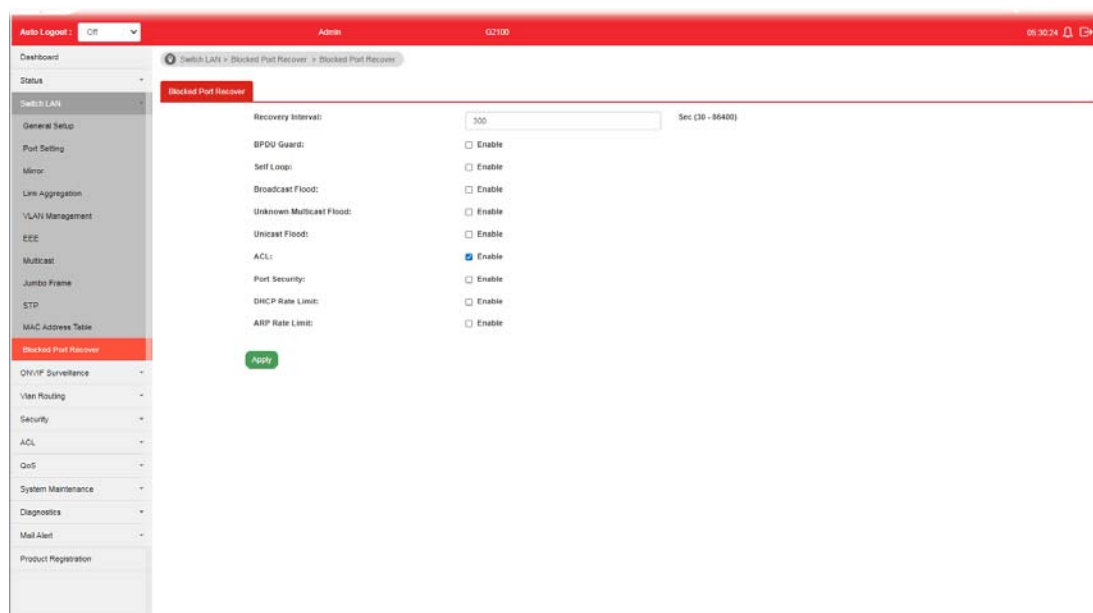 Auto Logout : Off Admin G2100 05:30:24
Dashboard
Status
Switch LAN
General Setup
Port Setting
Mirror
Link Aggregation
VLAN Management
EEE
Multicast
Jumbo Frame
STP
MAC Address Table
Blocked Port Recover
ONVIF Surveillance
Vlan Routing
Security
ACL
QoS
System Maintenance
Diagnostics
Mail Alert
Product Registration
Switch LAN > Blocked Port Recover > Blocked Port Recover
Blocked Port Recover
Recovery Interval: 300 Sec (30 - 86400)
BPDU Guard: Enable
Self Loop: Enable
Broadcast Flood: Enable
Unknown Multicast Flood: Enable
Unicast Flood: Enable
ACL: Enable
Port Security: Enable
DHCP Rate Limit: Enable
ARP Rate Limit: Enable
Apply